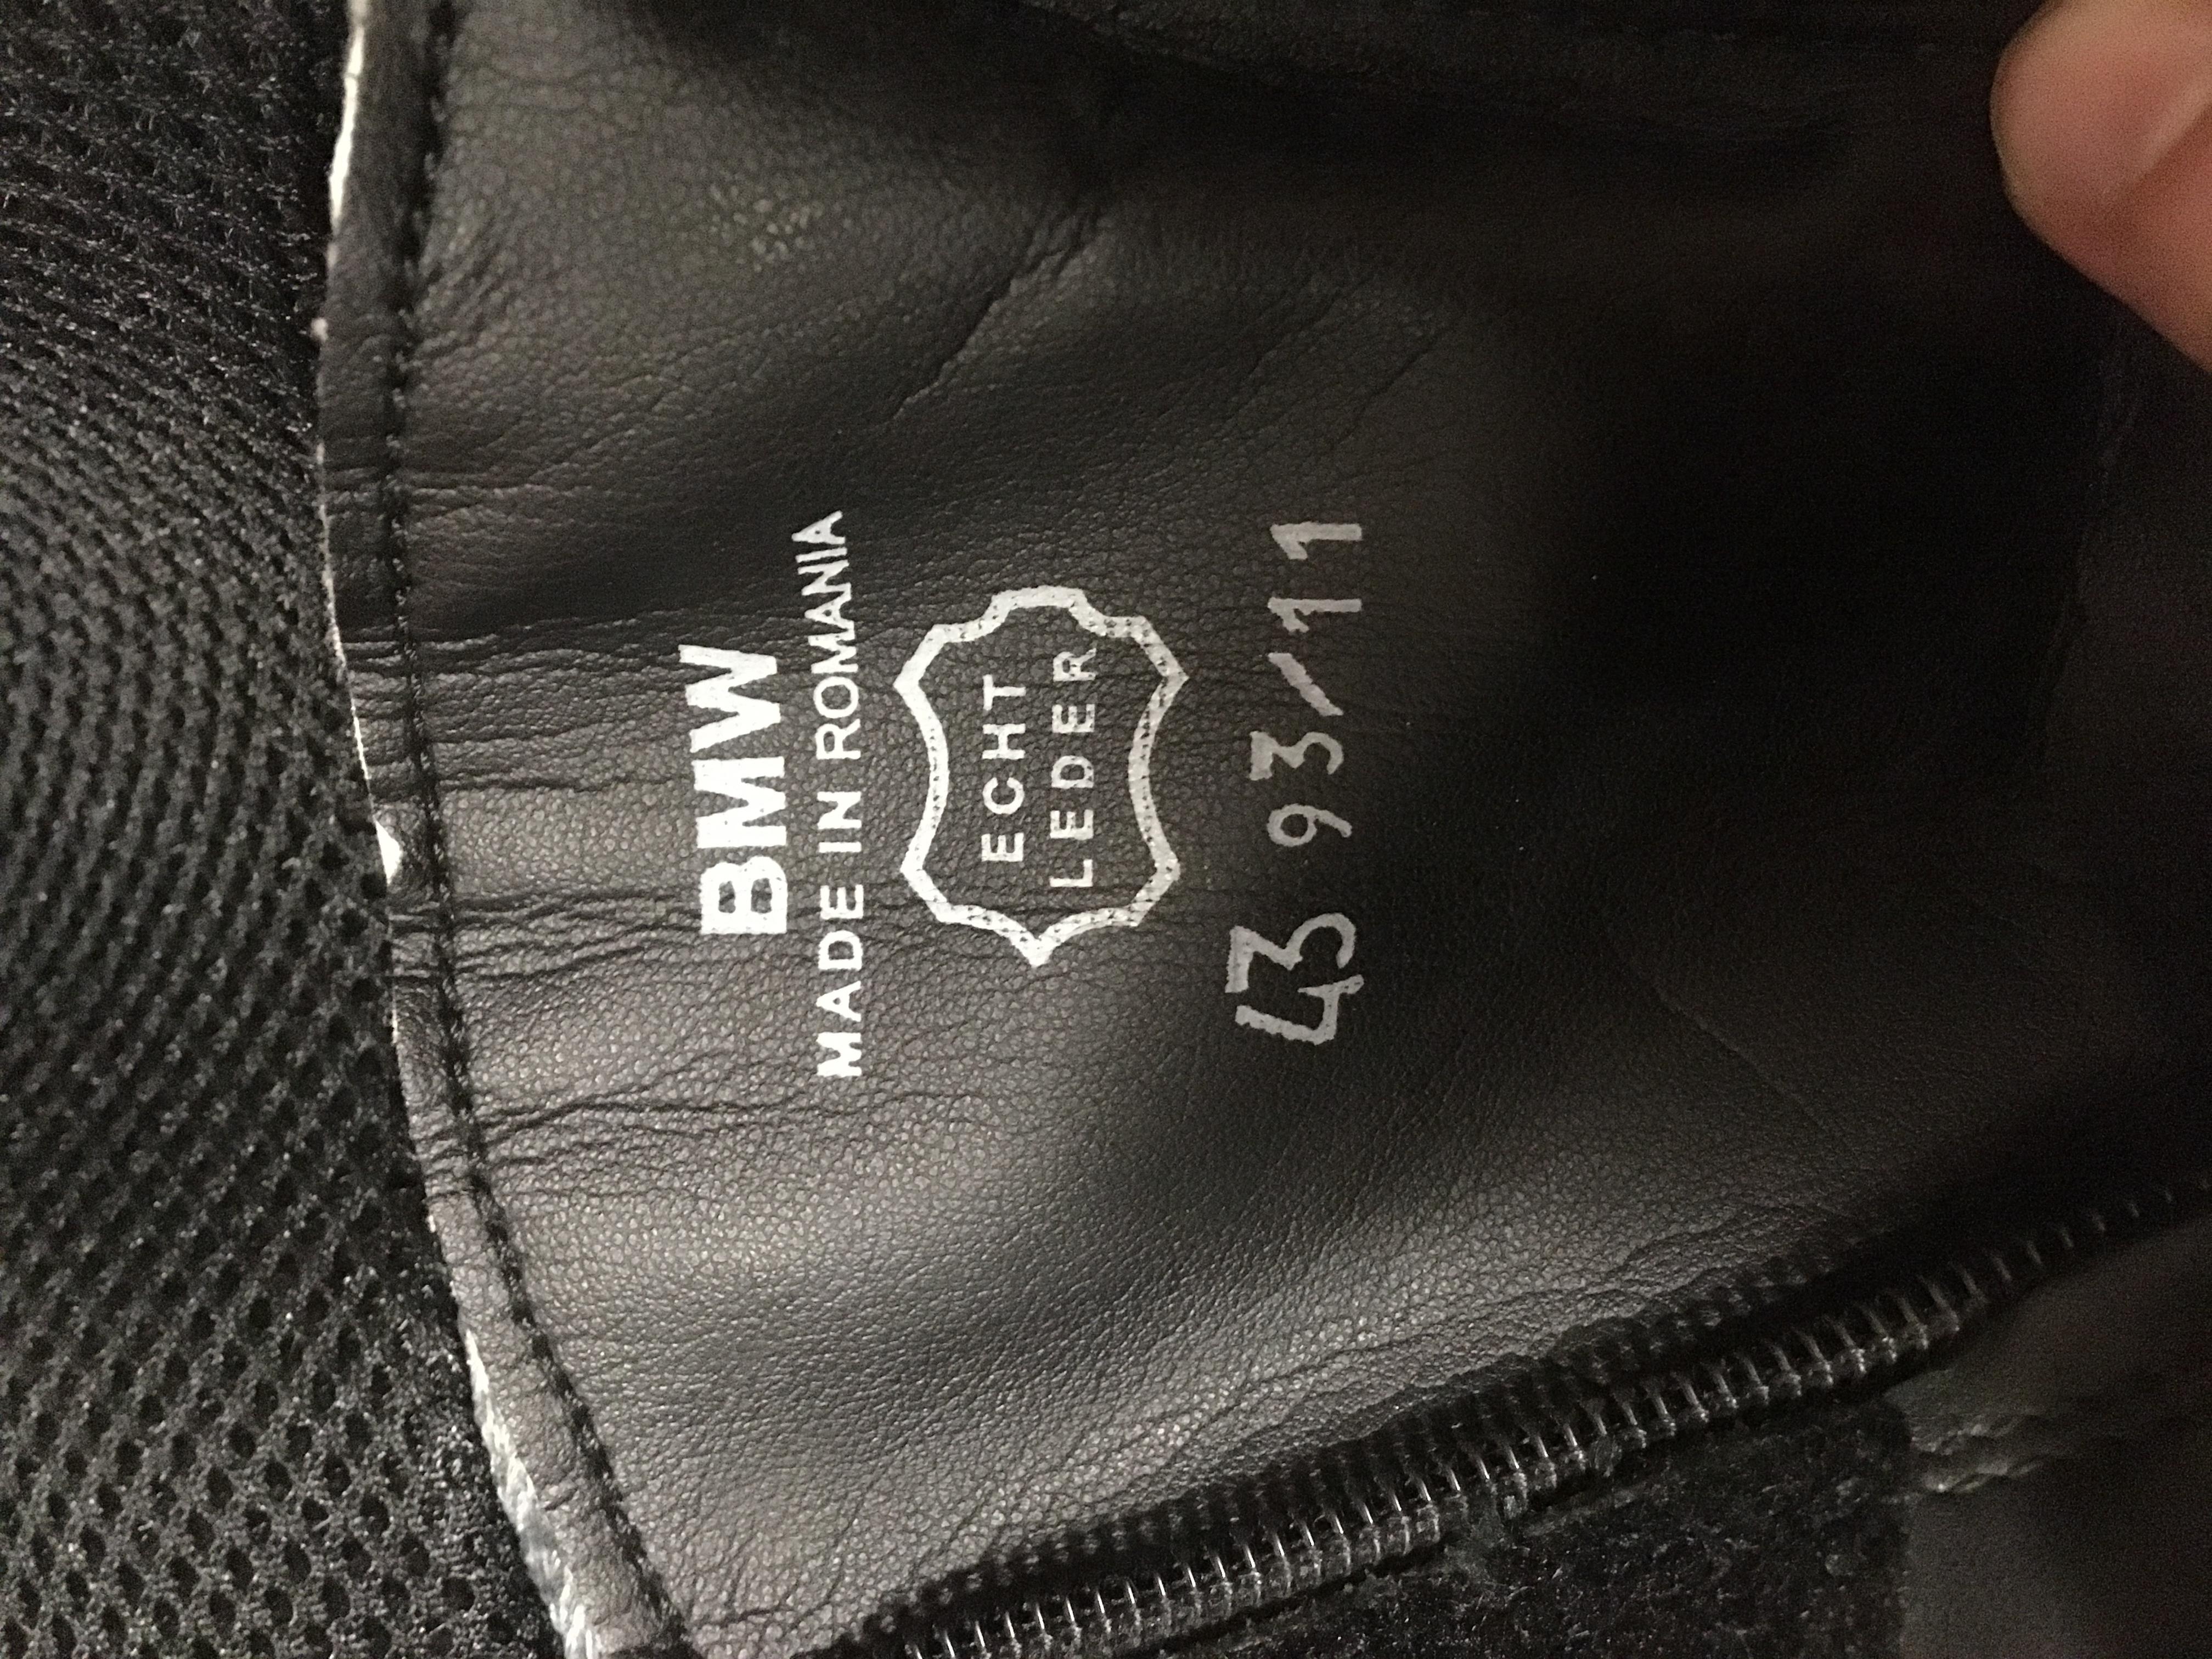 BMW
MADE IN ROMANIA
ECHT
LEDER
43 93/11